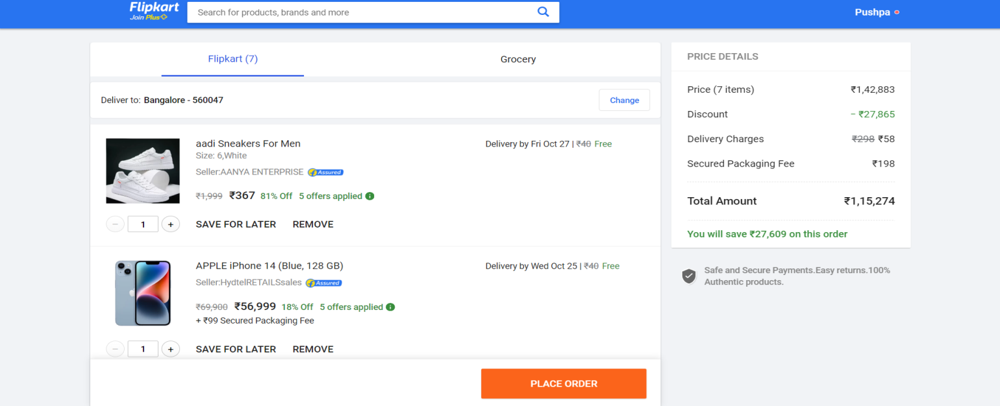 Flipkart
Join Plus
Search for products, brands and more
Pushpa
Flipkart (7)
Grocery
Deliver to: Bangalore - 560047
Change
aadi Sneakers For Men
Size: 6,White
Seller:AANYA ENTERPRISE Assured
₹1,999 ₹367 81% Off 5 offers applied
Delivery by Fri Oct 27 | ₹40 Free
− 1 + SAVE FOR LATER REMOVE
APPLE iPhone 14 (Blue, 128 GB)
Seller:HydtelRETAILSsales Assured
₹69,900 ₹56,999 18% Off 5 offers applied
+ ₹99 Secured Packaging Fee
Delivery by Wed Oct 25 | ₹40 Free
− 1 + SAVE FOR LATER REMOVE
PLACE ORDER
PRICE DETAILS
Price (7 items) ₹1,42,883
Discount − ₹27,865
Delivery Charges ₹298 ₹58
Secured Packaging Fee ₹198
Total Amount ₹1,15,274
You will save ₹27,609 on this order
Safe and Secure Payments.Easy returns.100%
Authentic products.